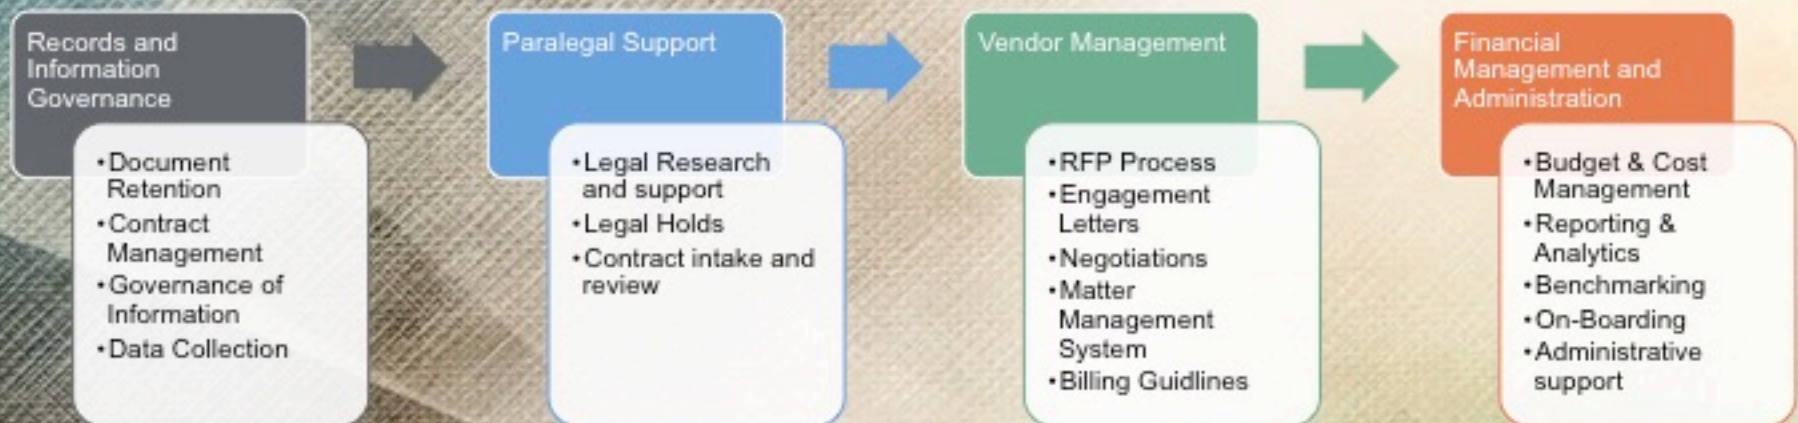 Records and
Information
Governance
•Document
Retention
•Contract
Management
•Governance of
Information
•Data Collection
Paralegal Support
•Legal Research
and support
•Legal Holds
•Contract intake and
review
Vendor Management
•RFP Process
•Engagement
Letters
•Negotiations
•Matter
Management
System
•Billing Guidlines
Financial
Management and
Administration
•Budget & Cost
Management
•Reporting &
Analytics
•Benchmarking
•On-Boarding
•Administrative
support